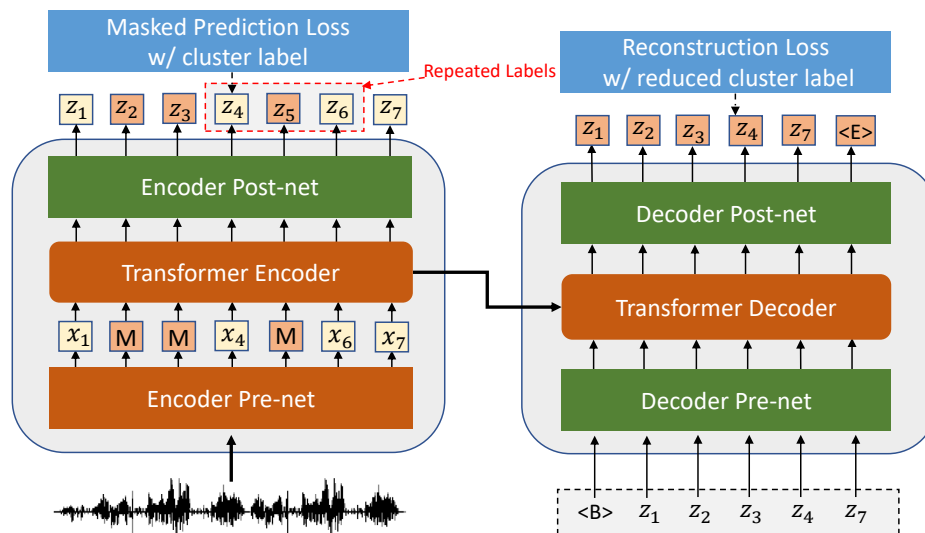 Masked Prediction Loss
w/ cluster label
Repeated Labels
z₁ z₂ z₃ z₄ z₅ z₆ z₇
Encoder Post-net
Transformer Encoder
x₁ M M x₄ M x₆ x₇
Encoder Pre-net
Reconstruction Loss
w/ reduced cluster label
z₁ z₂ z₃ z₄ z₇ <E>
Decoder Post-net
Transformer Decoder
Decoder Pre-net
<B> z₁ z₂ z₃ z₄ z₇